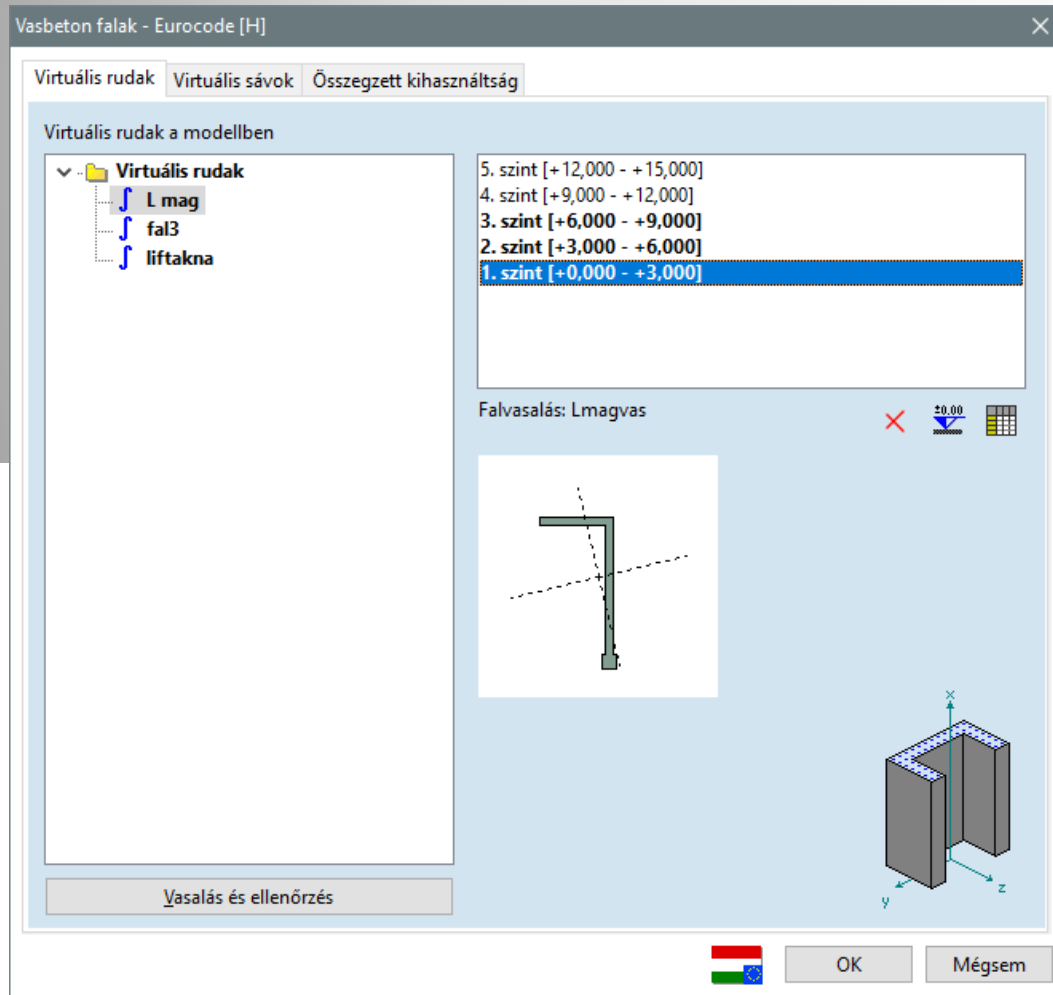 Vasbeton falak - Eurocode [H]
Virtuális rudak
Virtuális sávok
Összegzett kihasználtság
Virtuális rudak a modellben
Virtuális rudak
L mag
fal3
liftakna
5. szint [+12,000 - +15,000]
4. szint [+9,000 - +12,000]
3. szint [+6,000 - +9,000]
2. szint [+3,000 - +6,000]
1. szint [+0,000 - +3,000]
Falvasalás: Lmagvas
±0.00
x
y
z
Vasalás és ellenőrzés
OK
Mégsem